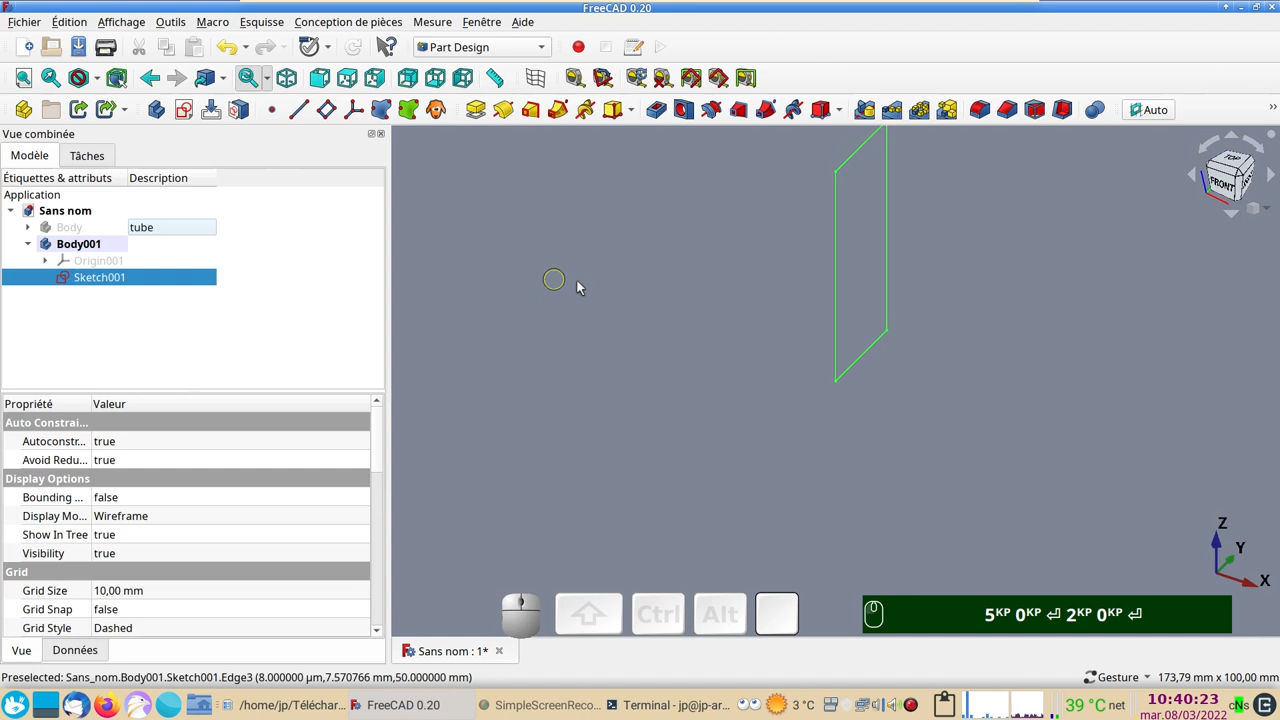 FreeCAD 0.20
Fichier Édition Affichage Outils Macro Esquisse Conception de pièces Mesure Fenêtre Aide
Part Design
Auto
Vue combinée
Modèle Tâches
Étiquettes & attributs Description
Application
Sans nom
Body tube
Body001
Origin001
Sketch001
Propriété Valeur
Auto Constrai...
Autoconstr... true
Avoid Redu... true
Display Options
Bounding ... false
Display Mo... Wireframe
Show In Tree true
Visibility true
Grid
Grid Size 10,00 mm
Grid Snap false
Grid Style Dashed
Vue Données
TOP
FRONT
Z
Y
X
Ctrl Alt
5KP 0KP ⏎ 2KP 0KP ⏎
Sans nom : 1*
Preselected: Sans_nom.Body001.Sketch001.Edge3 (8.000000 µm,7.570766 mm,50.000000 mm)
Gesture 173,79 mm x 100,00 mm
/home/jp/Téléchar... FreeCAD 0.20 SimpleScreenReco... Terminal - jp@jp-ar... 3 °C
39 °C net
10:40:23
mar.08/03/2022
cNs